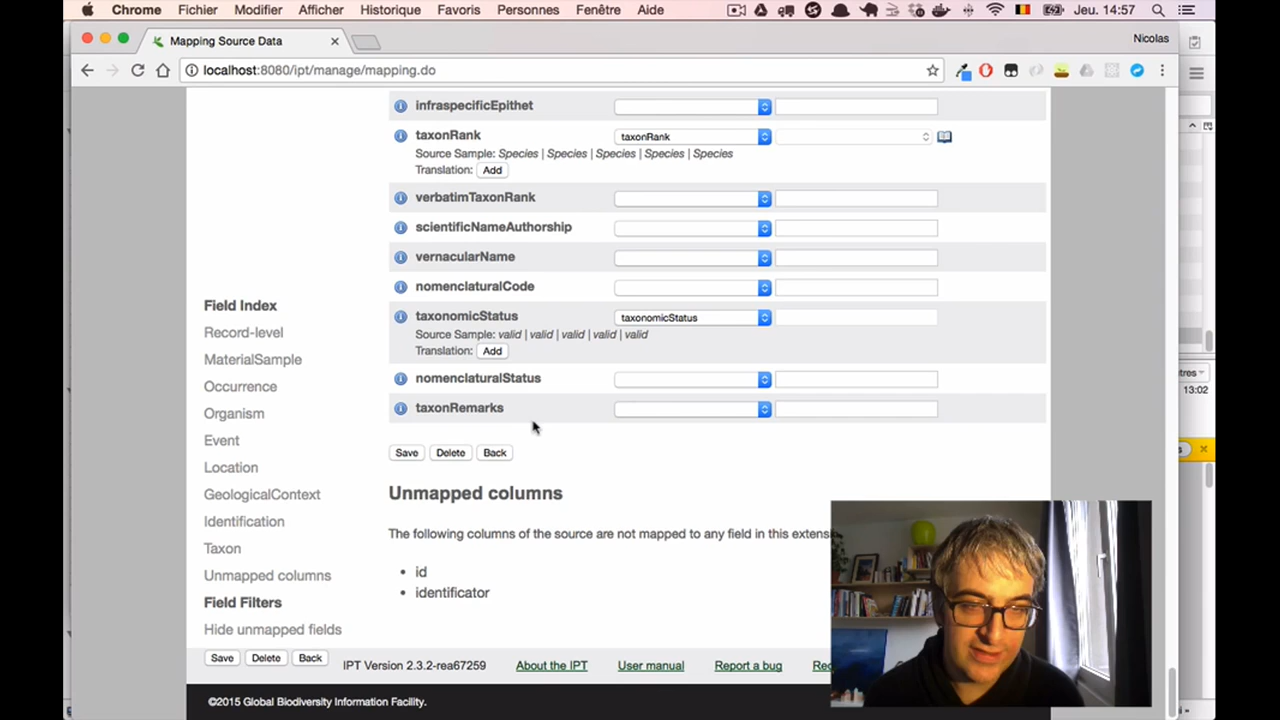 Chrome Fichier Modifier Afficher Historique Favoris Personnes Fenêtre Aide Jeu. 14:57
Mapping Source Data
Nicolas
localhost:8080/ipt/manage/mapping.do
infraspecificEpithet
taxonRank taxonRank
Source Sample: Species | Species | Species | Species | Species
Translation: Add
verbatimTaxonRank
scientificNameAuthorship
vernacularName
nomenclaturalCode
taxonomicStatus taxonomicStatus
Source Sample: valid | valid | valid | valid | valid
Translation: Add
nomenclaturalStatus
taxonRemarks
Save Delete Back
Unmapped columns
The following columns of the source are not mapped to any field in this extens
• id
• identificator
Field Index
Record-level
MaterialSample
Occurrence
Organism
Event
Location
GeologicalContext
Identification
Taxon
Unmapped columns
Field Filters
Hide unmapped fields
Save Delete Back
IPT Version 2.3.2-rea67259 About the IPT User manual Report a bug
©2015 Global Biodiversity Information Facility.
tres
13:02